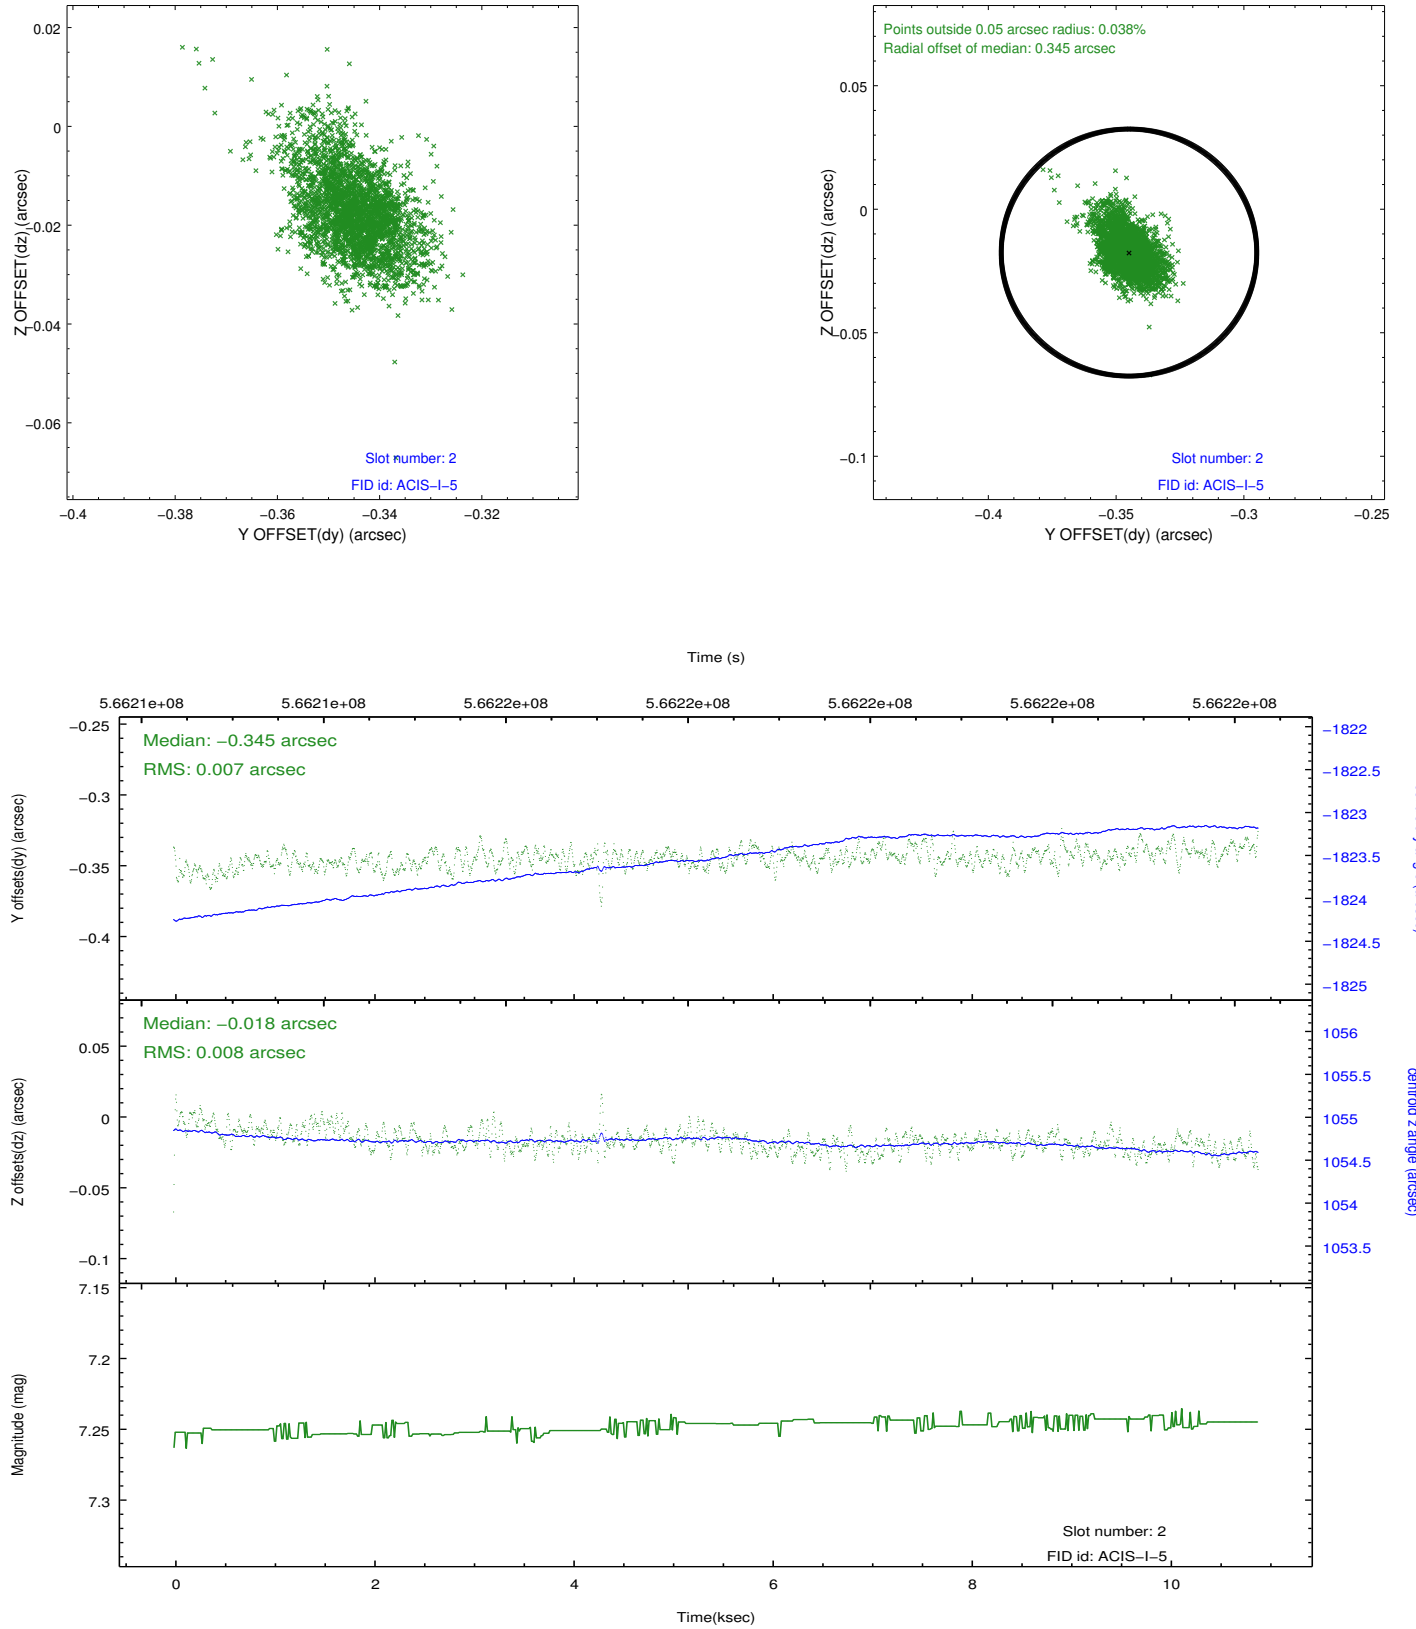 0.02
0
−0.02
−0.04
−0.06
Z OFFSET(dz) (arcsec)
Slot number: 2
FID id: ACIS−I−5
−0.4
−0.38
−0.36
−0.34
−0.32
Y OFFSET(dy) (arcsec)
Points outside 0.05 arcsec radius: 0.038%
Radial offset of median: 0.345 arcsec
0.05
0
−0.05
−0.1
Z OFFSET(dz) (arcsec)
Slot number: 2
FID id: ACIS−I−5
−0.4
−0.35
−0.3
−0.25
Y OFFSET(dy) (arcsec)
Time (s)
5.6621e+08
5.6621e+08
5.6622e+08
5.6622e+08
5.6622e+08
5.6622e+08
5.6622e+08
−0.25
−0.3
−0.35
−0.4
Y offsets(dy) (arcsec)
Median: −0.345 arcsec
RMS: 0.007 arcsec
−1822
−1822.5
−1823
−1823.5
−1824
−1824.5
−1825
0.05
0
−0.05
−0.1
Z offsets(dz) (arcsec)
Median: −0.018 arcsec
RMS: 0.008 arcsec
1056
1055.5
1055
1054.5
1054
1053.5
centroid z angle (arcsec)
7.15
7.2
7.25
7.3
Magnitude (mag)
Slot number: 2
FID id: ACIS−I−5
0
2
4
6
8
10
Time(ksec)